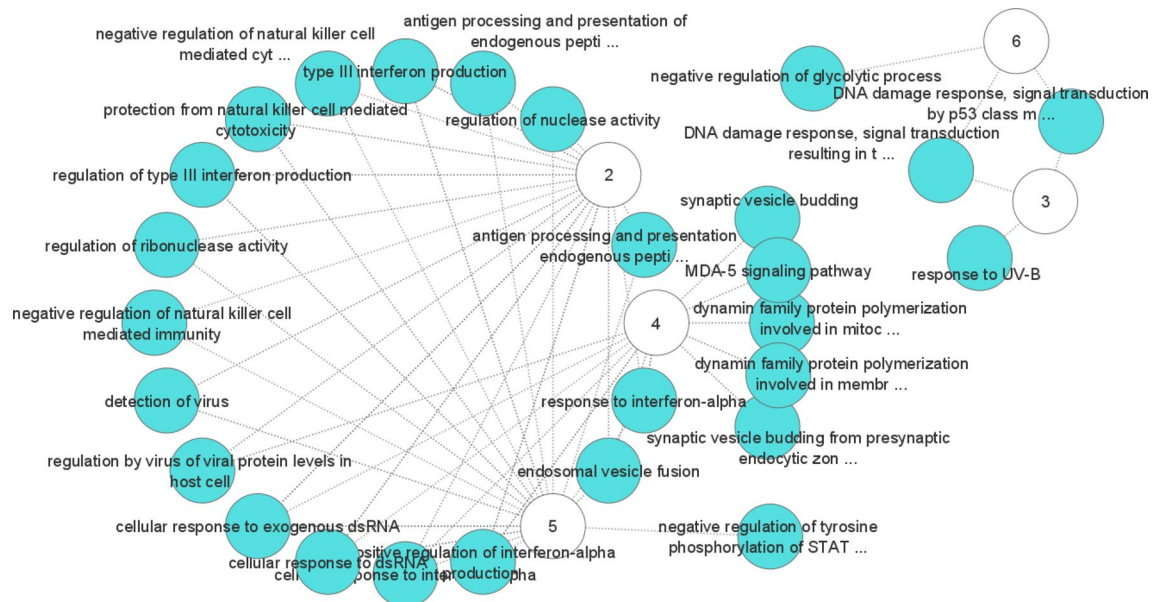 antigen processing and presentation of
endogenous pepti ...
negative regulation of natural killer cell
mediated cyt ...
type III interferon production
6
negative regulation of glycolytic process
DNA damage response, signal transduction
by p53 class m ...
protection from natural killer cell mediated
cytotoxicity
regulation of nuclease activity
DNA damage response, signal transduction
resulting in t ...
regulation of type III interferon production
2
synaptic vesicle budding
3
regulation of ribonuclease activity
antigen processing and presentation
endogenous pepti ...
MDA-5 signaling pathway
response to UV-B
negative regulation of natural killer cell
mediated immunity
4
dynamin family protein polymerization
involved in mitoc ...
dynamin family protein polymerization
involved in membr ...
detection of virus
response to interferon-alpha
synaptic vesicle budding from presynaptic
endocytic zon ...
regulation by virus of viral protein levels in
host cell
endosomal vesicle fusion
cellular response to exogenous dsRNA
5
negative regulation of tyrosine
phosphorylation of STAT ...
positive regulation of interferon-alpha
production
cellular response to dsRNA